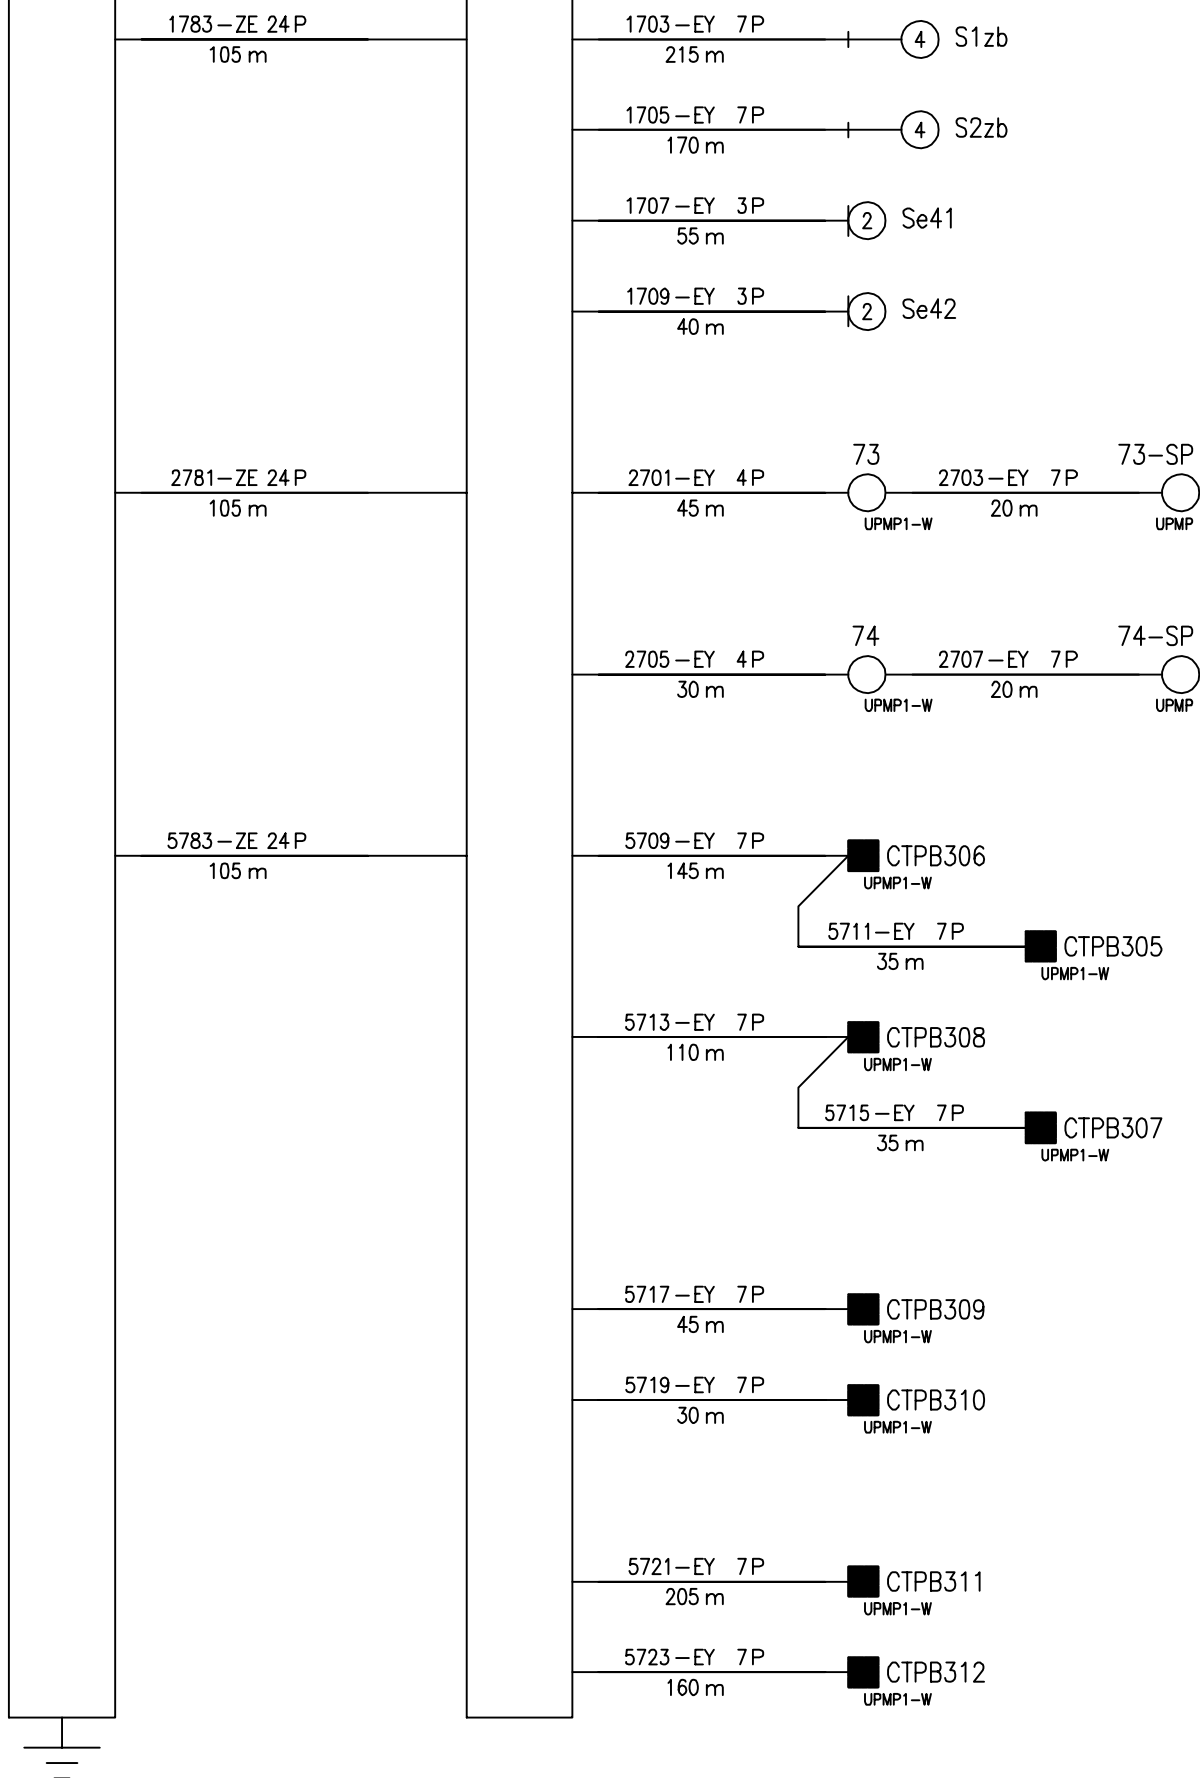 1783-ZE 24P
105 m
1703-EY 7P
215 m
4 S1zb
1705-EY 7P
170 m
4 S2zb
1707-EY 3P
55 m
2 Se41
1709-EY 3P
40 m
2 Se42
2781-ZE 24P
105 m
2701-EY 4P
45 m
73
UPMP1-W
2703-EY 7P
20 m
73-SP
UPMP
2705-EY 4P
30 m
74
UPMP1-W
2707-EY 7P
20 m
74-SP
UPMP
5783-ZE 24P
105 m
5709-EY 7P
145 m
CTPB306
UPMP1-W
5711-EY 7P
35 m
CTPB305
UPMP1-W
5713-EY 7P
110 m
CTPB308
UPMP1-W
5715-EY 7P
35 m
CTPB307
UPMP1-W
5717-EY 7P
45 m
CTPB309
UPMP1-W
5719-EY 7P
30 m
CTPB310
UPMP1-W
5721-EY 7P
205 m
CTPB311
UPMP1-W
5723-EY 7P
160 m
CTPB312
UPMP1-W